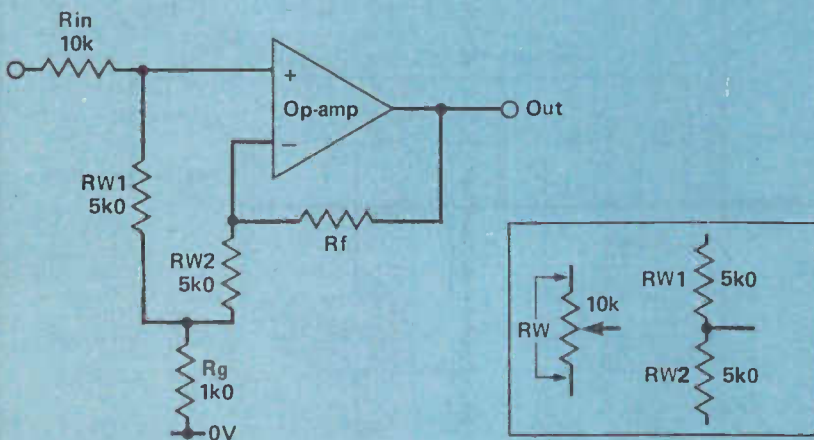 Rin
10k
+
Op-amp
−
Out
RW1
5k0
RW2
5k0
Rf
Rg
1k0
0V
RW
10k
RW1
5k0
RW2
5k0